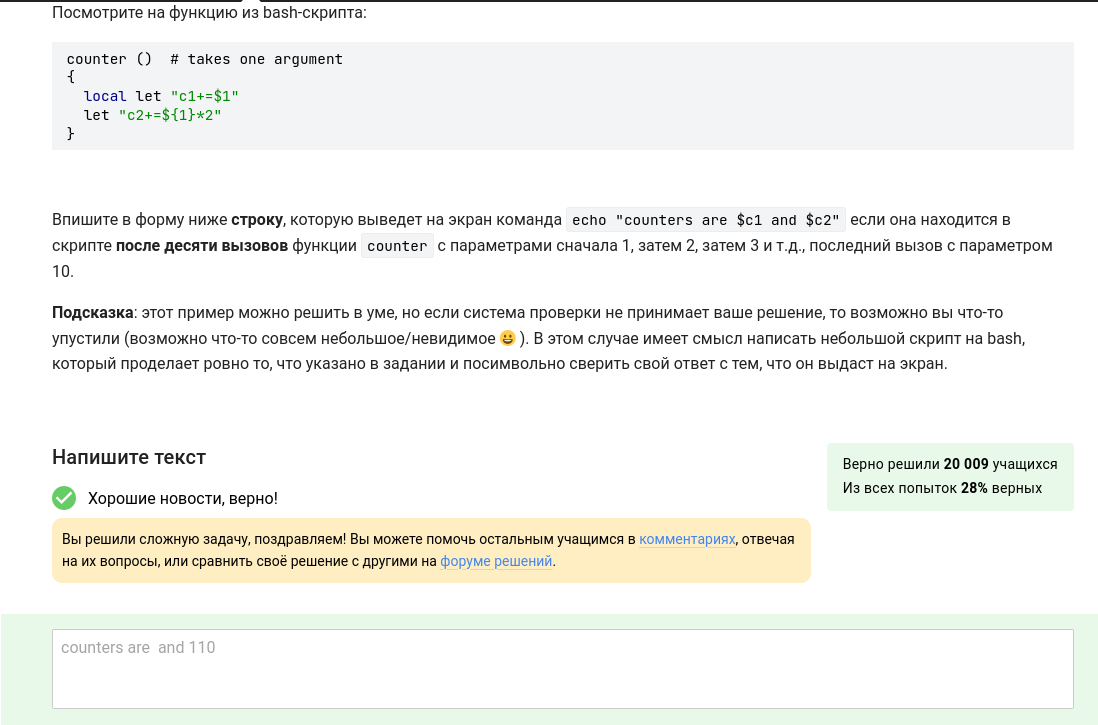 Посмотрите на функцию из bash-скрипта:
counter ()  # takes one argument
{
  local let "c1+=$1"
  let "c2+=${1}*2"
}
Впишите в форму ниже строку, которую выведет на экран команда echo "counters are $c1 and $c2" если она находится в
скрипте после десяти вызовов функции counter с параметрами сначала 1, затем 2, затем 3 и т.д., последний вызов с параметром
10.
Подсказка: этот пример можно решить в уме, но если система проверки не принимает ваше решение, то возможно вы что-то
упустили (возможно что-то совсем небольшое/невидимое 😀 ). В этом случае имеет смысл написать небольшой скрипт на bash,
который проделает ровно то, что указано в задании и посимвольно сверить свой ответ с тем, что он выдаст на экран.
Напишите текст
Верно решили 20 009 учащихся
Из всех попыток 28% верных
Хорошие новости, верно!
Вы решили сложную задачу, поздравляем! Вы можете помочь остальным учащимся в комментариях, отвечая
на их вопросы, или сравнить своё решение с другими на форуме решений.
counters are  and 110